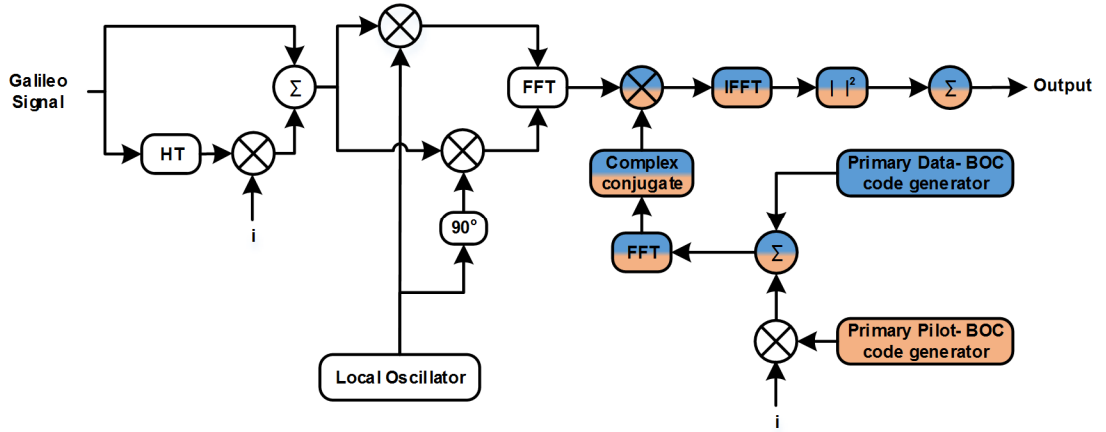 Galileo
Signal
HT
i
Σ
90°
Local Oscillator
FFT
IFFT
| |²
Σ
Output
Complex
conjugate
FFT
Primary Data- BOC
code generator
Σ
Primary Pilot- BOC
code generator
i